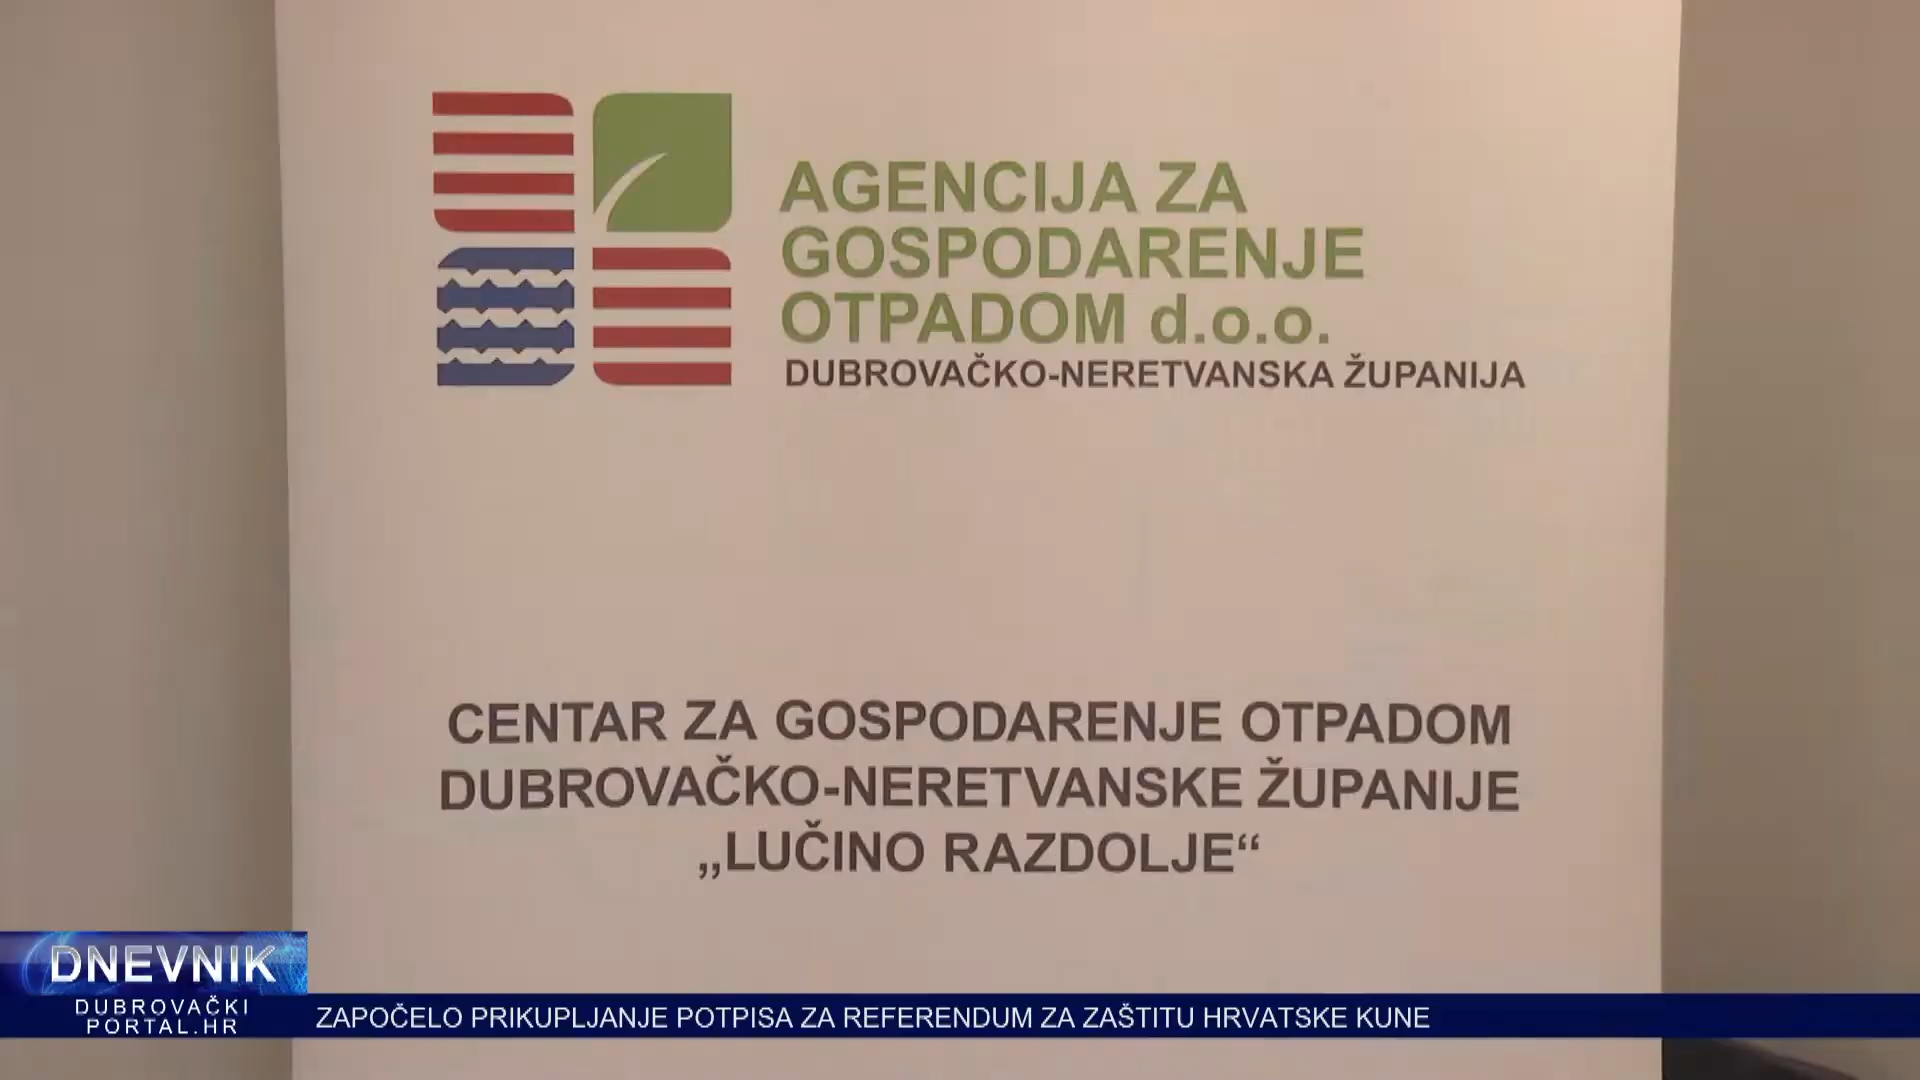 AGENCIJA ZA
GOSPODARENJE
OTPADOM d.o.o.
DUBROVAČKO-NERETVANSKA ŽUPANIJA
CENTAR ZA GOSPODARENJE OTPADOM
DUBROVAČKO-NERETVANSKE ŽUPANIJE
„LUČINO RAZDOLJE“
DNEVNIK
DUBROVAČKI
PORTAL.HR
ZAPOČELO PRIKUPLJANJE POTPISA ZA REFERENDUM ZA ZAŠTITU HRVATSKE KUNE